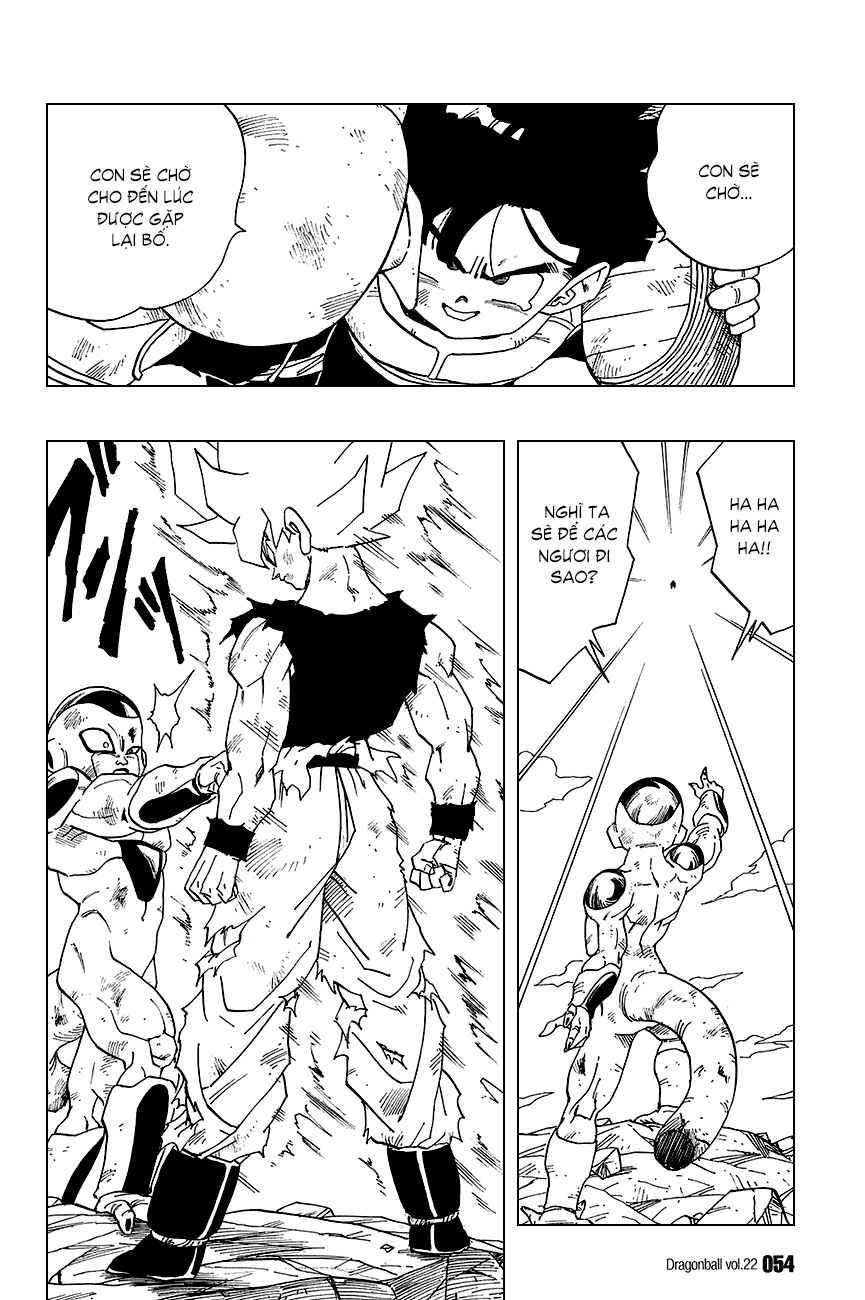 CON SẼ
CHỜ...
CON SẼ CHỜ
CHO ĐẾN LÚC
ĐƯỢC GẶP
LẠI BỐ.
HA HA
HA HA
HA!!
NGHĨ TA
SẼ ĐỂ CÁC
NGƯƠI ĐI
SAO?
Dragonball vol.22 054